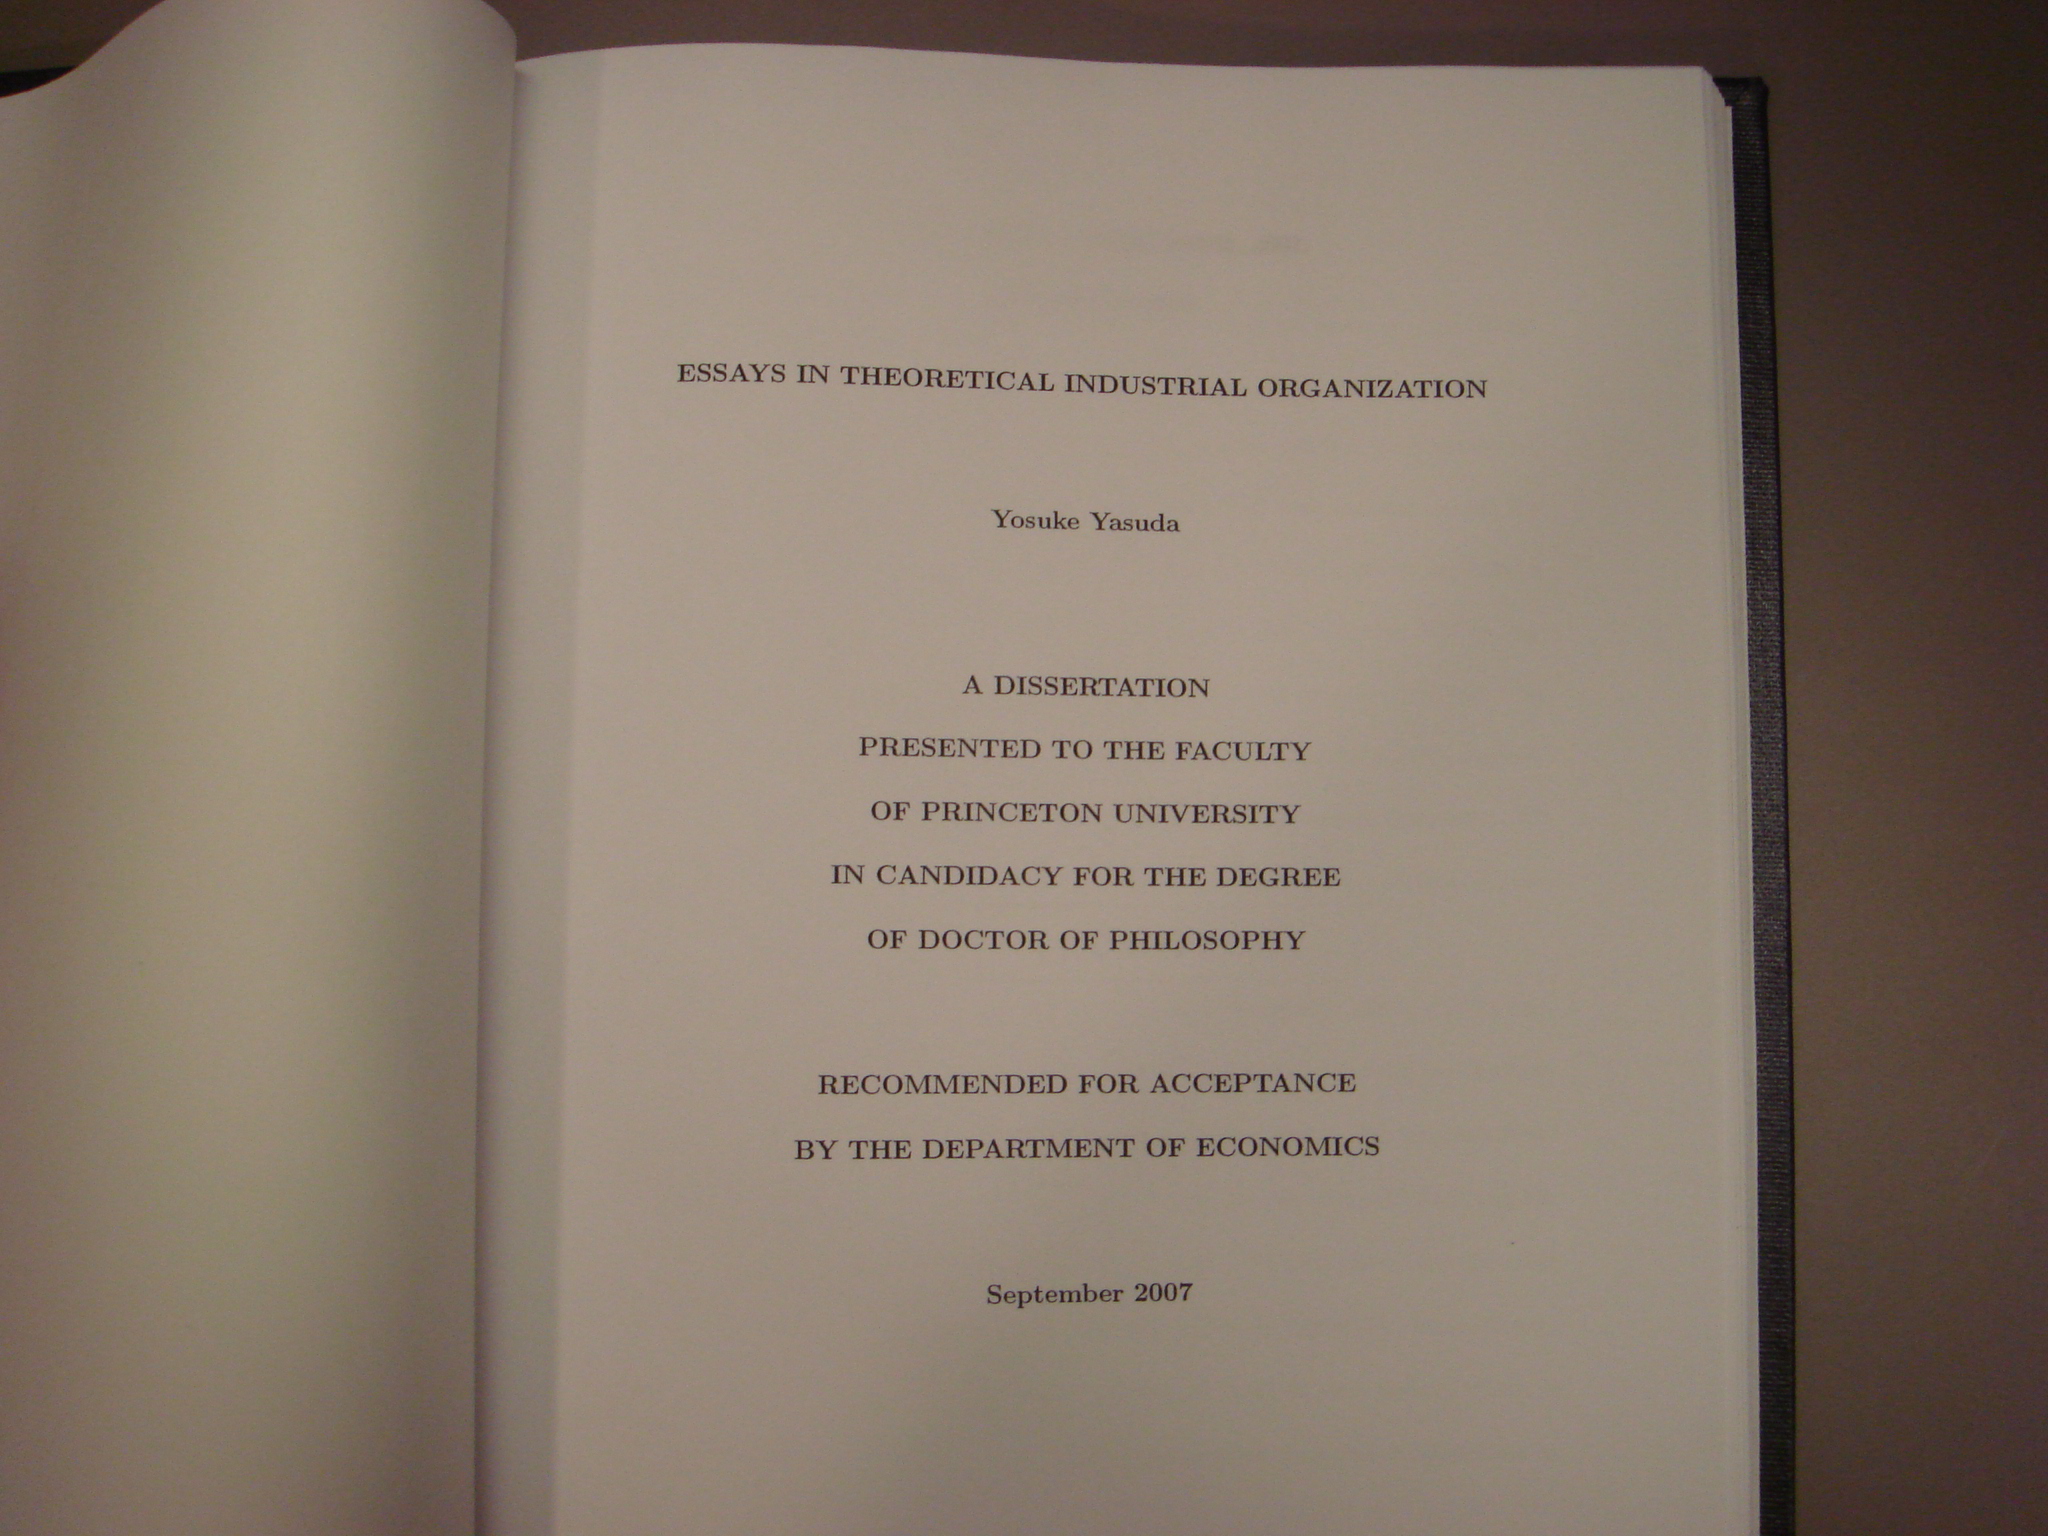 ESSAYS IN THEORETICAL INDUSTRIAL ORGANIZATION
Yosuke Yasuda
A DISSERTATION
PRESENTED TO THE FACULTY
OF PRINCETON UNIVERSITY
IN CANDIDACY FOR THE DEGREE
OF DOCTOR OF PHILOSOPHY
RECOMMENDED FOR ACCEPTANCE
BY THE DEPARTMENT OF ECONOMICS
September 2007